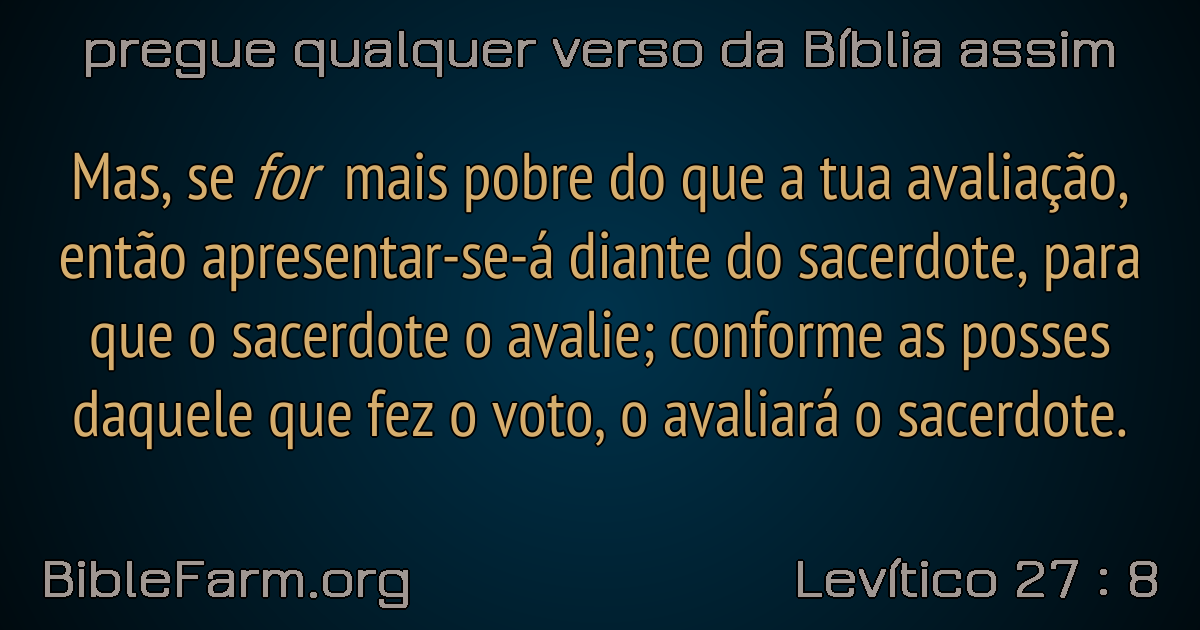 pregue qualquer verso da Bíblia assim
Mas, se for mais pobre do que a tua avaliação,
então apresentar-se-á diante do sacerdote, para
que o sacerdote o avalie; conforme as posses
daquele que fez o voto, o avaliará o sacerdote.
BibleFarm.org
Levítico 27 : 8